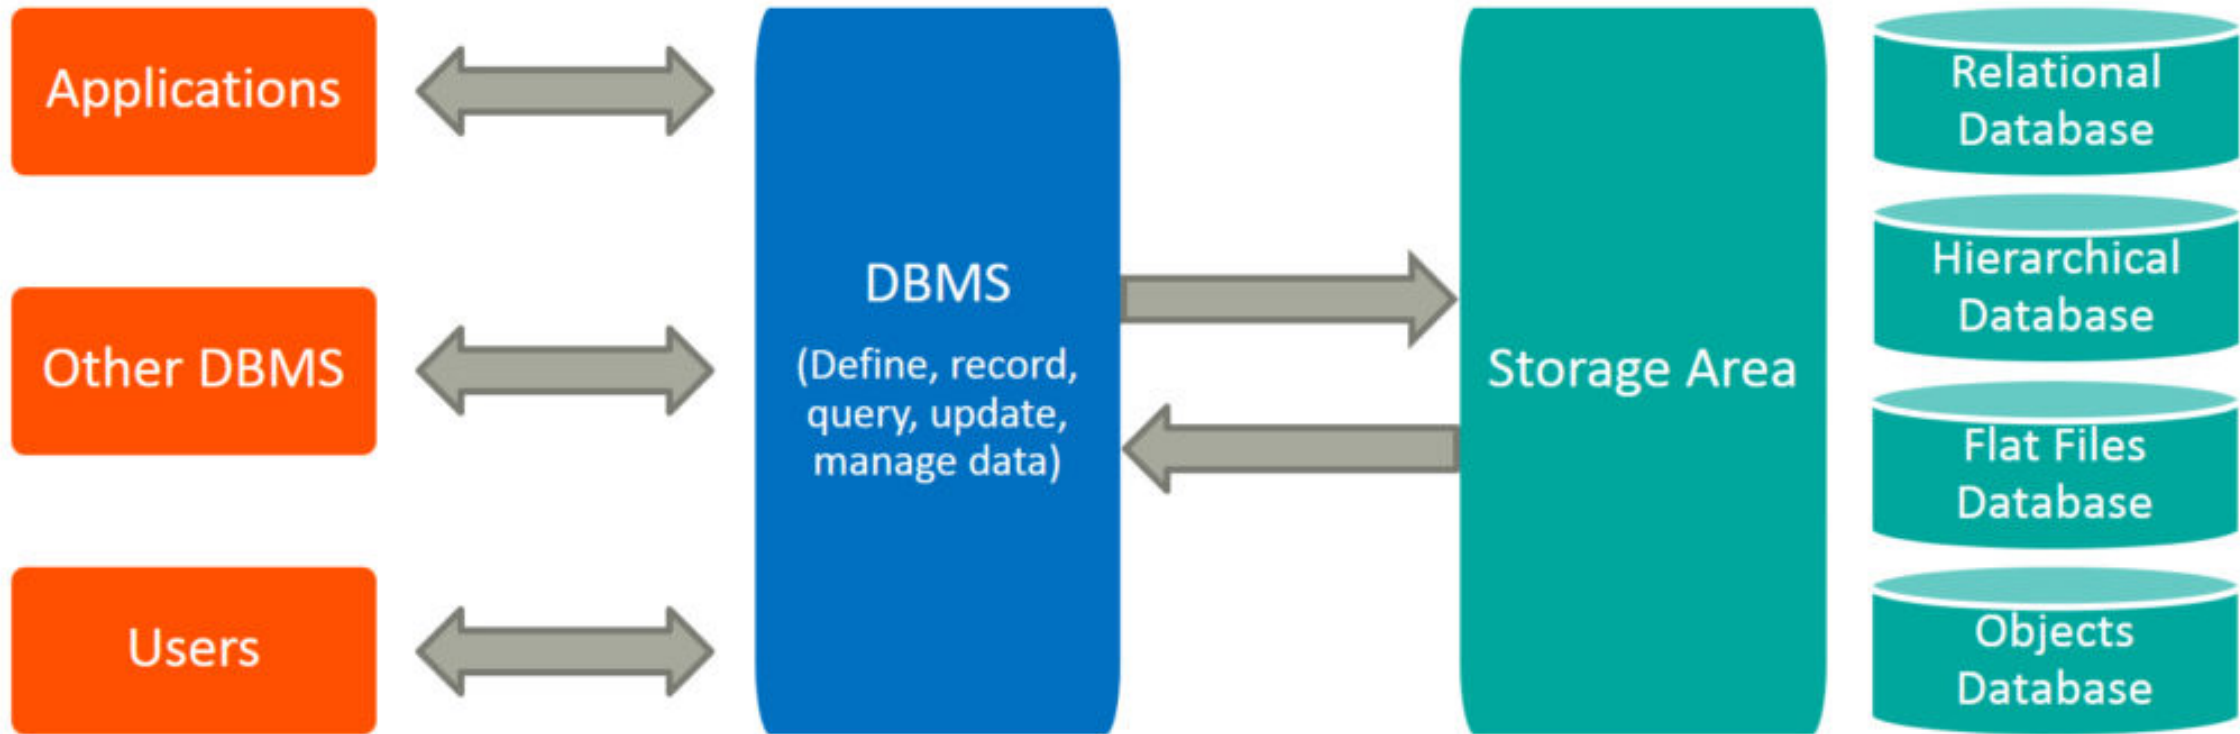 Applications
Other DBMS
Users
DBMS
(Define, record,
query, update,
manage data)
Storage Area
Relational
Database
Hierarchical
Database
Flat Files
Database
Objects
Database